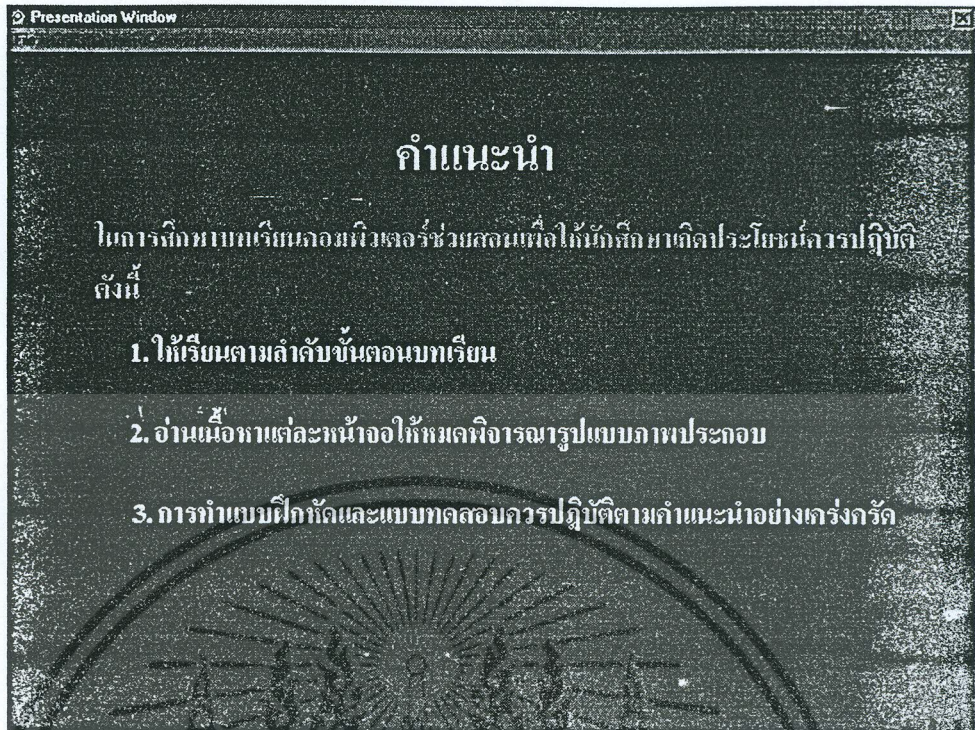 Presentation Window
คำแนะนำ
ในการศึกษาบทเรียนคอมพิวเตอร์ช่วยสอนเพื่อให้นักศึกษาเกิดประโยชน์ควรปฏิบัติ
ดังนี้
1. ให้เรียนตามลำดับขั้นตอนบทเรียน
2. อ่านเนื้อหาแต่ละหน้าจอให้หมดพิจารณารูปแบบภาพประกอบ
3. การทำแบบฝึกหัดและแบบทดสอบควรปฏิบัติตามคำแนะนำอย่างเคร่งครัด